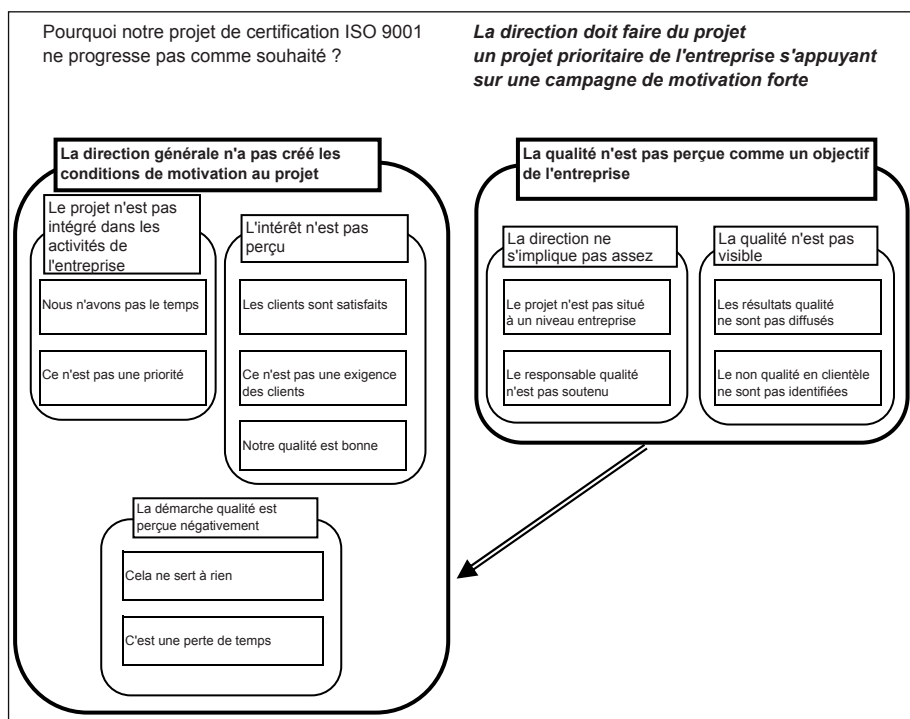 Pourquoi notre projet de certification ISO 9001
ne progresse pas comme souhaité ?
La direction doit faire du projet
un projet prioritaire de l'entreprise s'appuyant
sur une campagne de motivation forte
La direction générale n'a pas créé les
conditions de motivation au projet
Le projet n'est pas
intégré dans les
activités de
l'entreprise
Nous n'avons pas le temps
Ce n'est pas une priorité
L'intérêt n'est pas
perçu
Les clients sont satisfaits
Ce n'est pas une exigence
des clients
Notre qualité est bonne
La démarche qualité est
perçue négativement
Cela ne sert à rien
C'est une perte de temps
La qualité n'est pas perçue comme un objectif
de l'entreprise
La direction ne
s'implique pas assez
Le projet n'est pas situé
à un niveau entreprise
Le responsable qualité
n'est pas soutenu
La qualité n'est pas
visible
Les résultats qualité
ne sont pas diffusés
Le non qualité en clientèle
ne sont pas identifiées